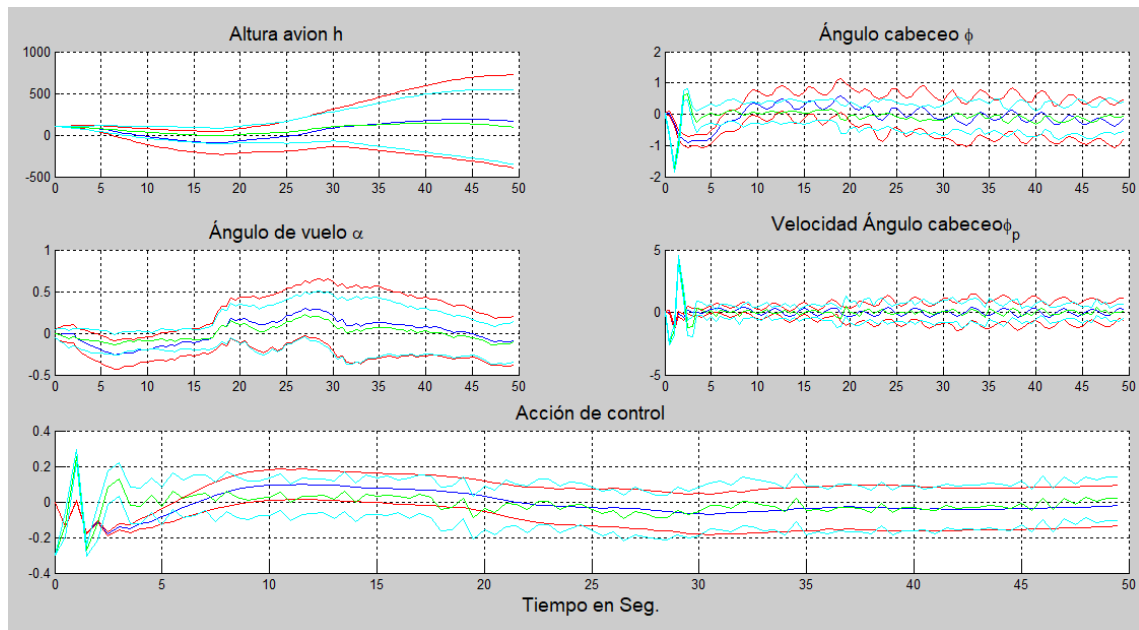 Altura avion h
1000
500
0
-500
0 5 10 15 20 25 30 35 40 45 50
Ángulo cabeceo ϕ
2
1
0
-1
-2
0 5 10 15 20 25 30 35 40 45 50
Ángulo de vuelo α
1
0.5
0
-0.5
0 5 10 15 20 25 30 35 40 45 50
Velocidad Ángulo cabeceoϕp
5
0
-5
0 5 10 15 20 25 30 35 40 45 50
Acción de control
0.4
0.2
0
-0.2
-0.4
0 5 10 15 20 25 30 35 40 45 50
Tiempo en Seg.